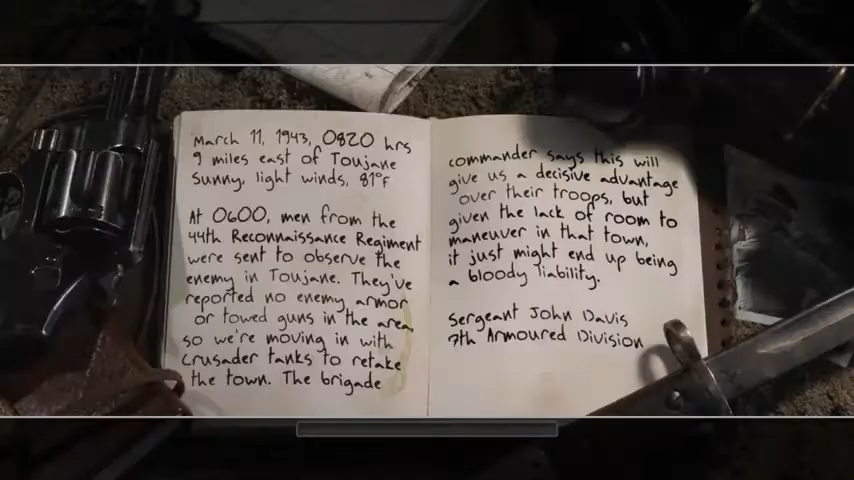 March 11, 1943, 0820 hrs
9 miles east of Toujane
Sunny, light winds, 81°F
At 0600, men from the
44th Reconnaissance Regiment
were sent to observe the
enemy in Toujane. They've
reported no enemy armor
or towed guns in the area,
so we're moving in with
Crusader tanks to retake
the town. The brigade
commander says this will
give us a decisive advantage
over their troops, but
given the lack of room to
maneuver in that town,
it just might end up being
a bloody liability.
Sergeant John Davis
7th Armoured Division